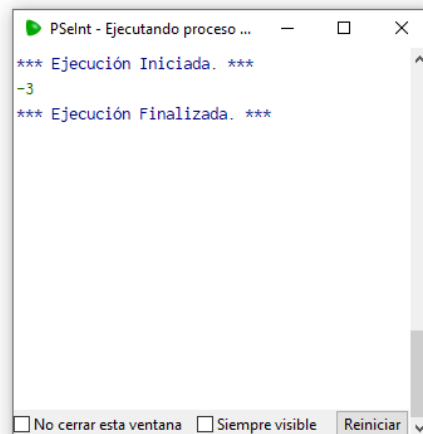 PSeInt - Ejecutando proceso ...
*** Ejecución Iniciada. ***
-3
*** Ejecución Finalizada. ***
No cerrar esta ventana Siempre visible Reiniciar